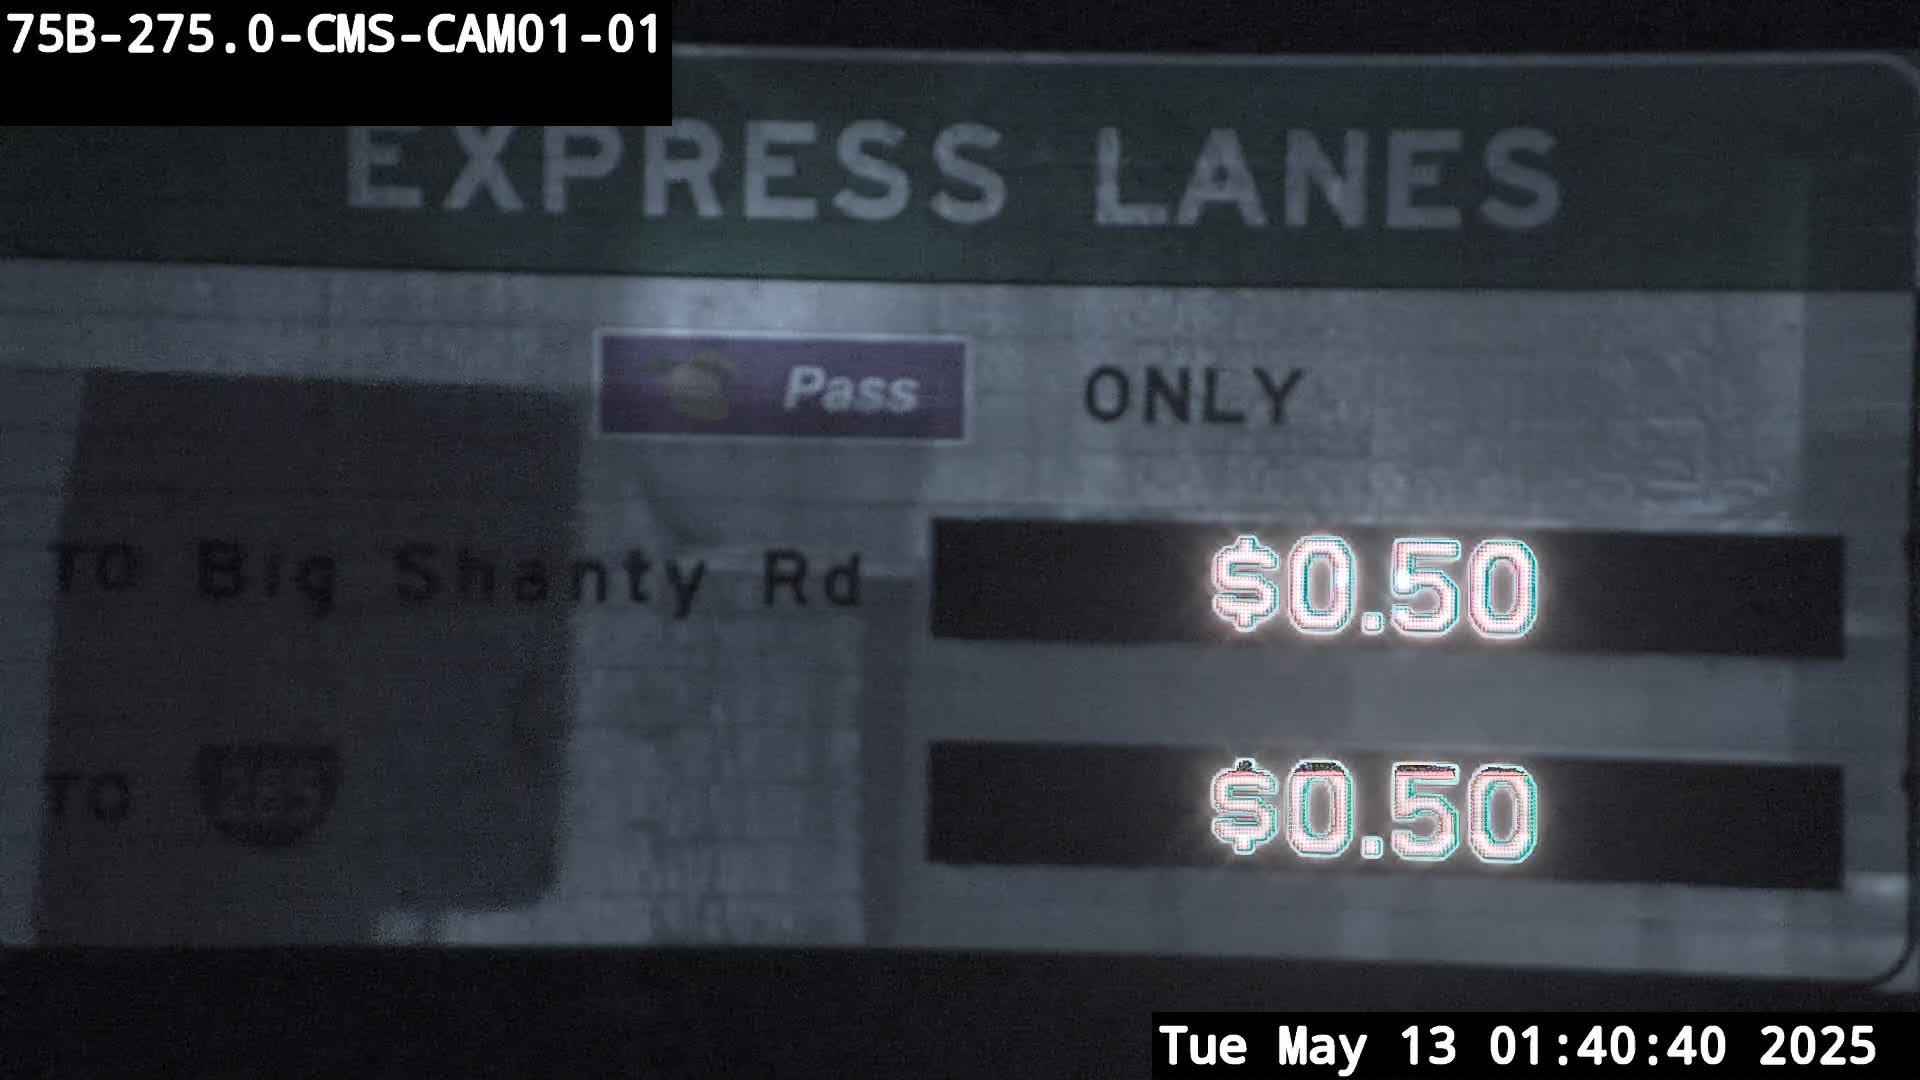 75B-275.0-CMS-CAM01-01
EXPRESS LANES
Pass ONLY
TO Big Shanty Rd $0.50
TO 285 $0.50
Tue May 13 01:40:40 2025